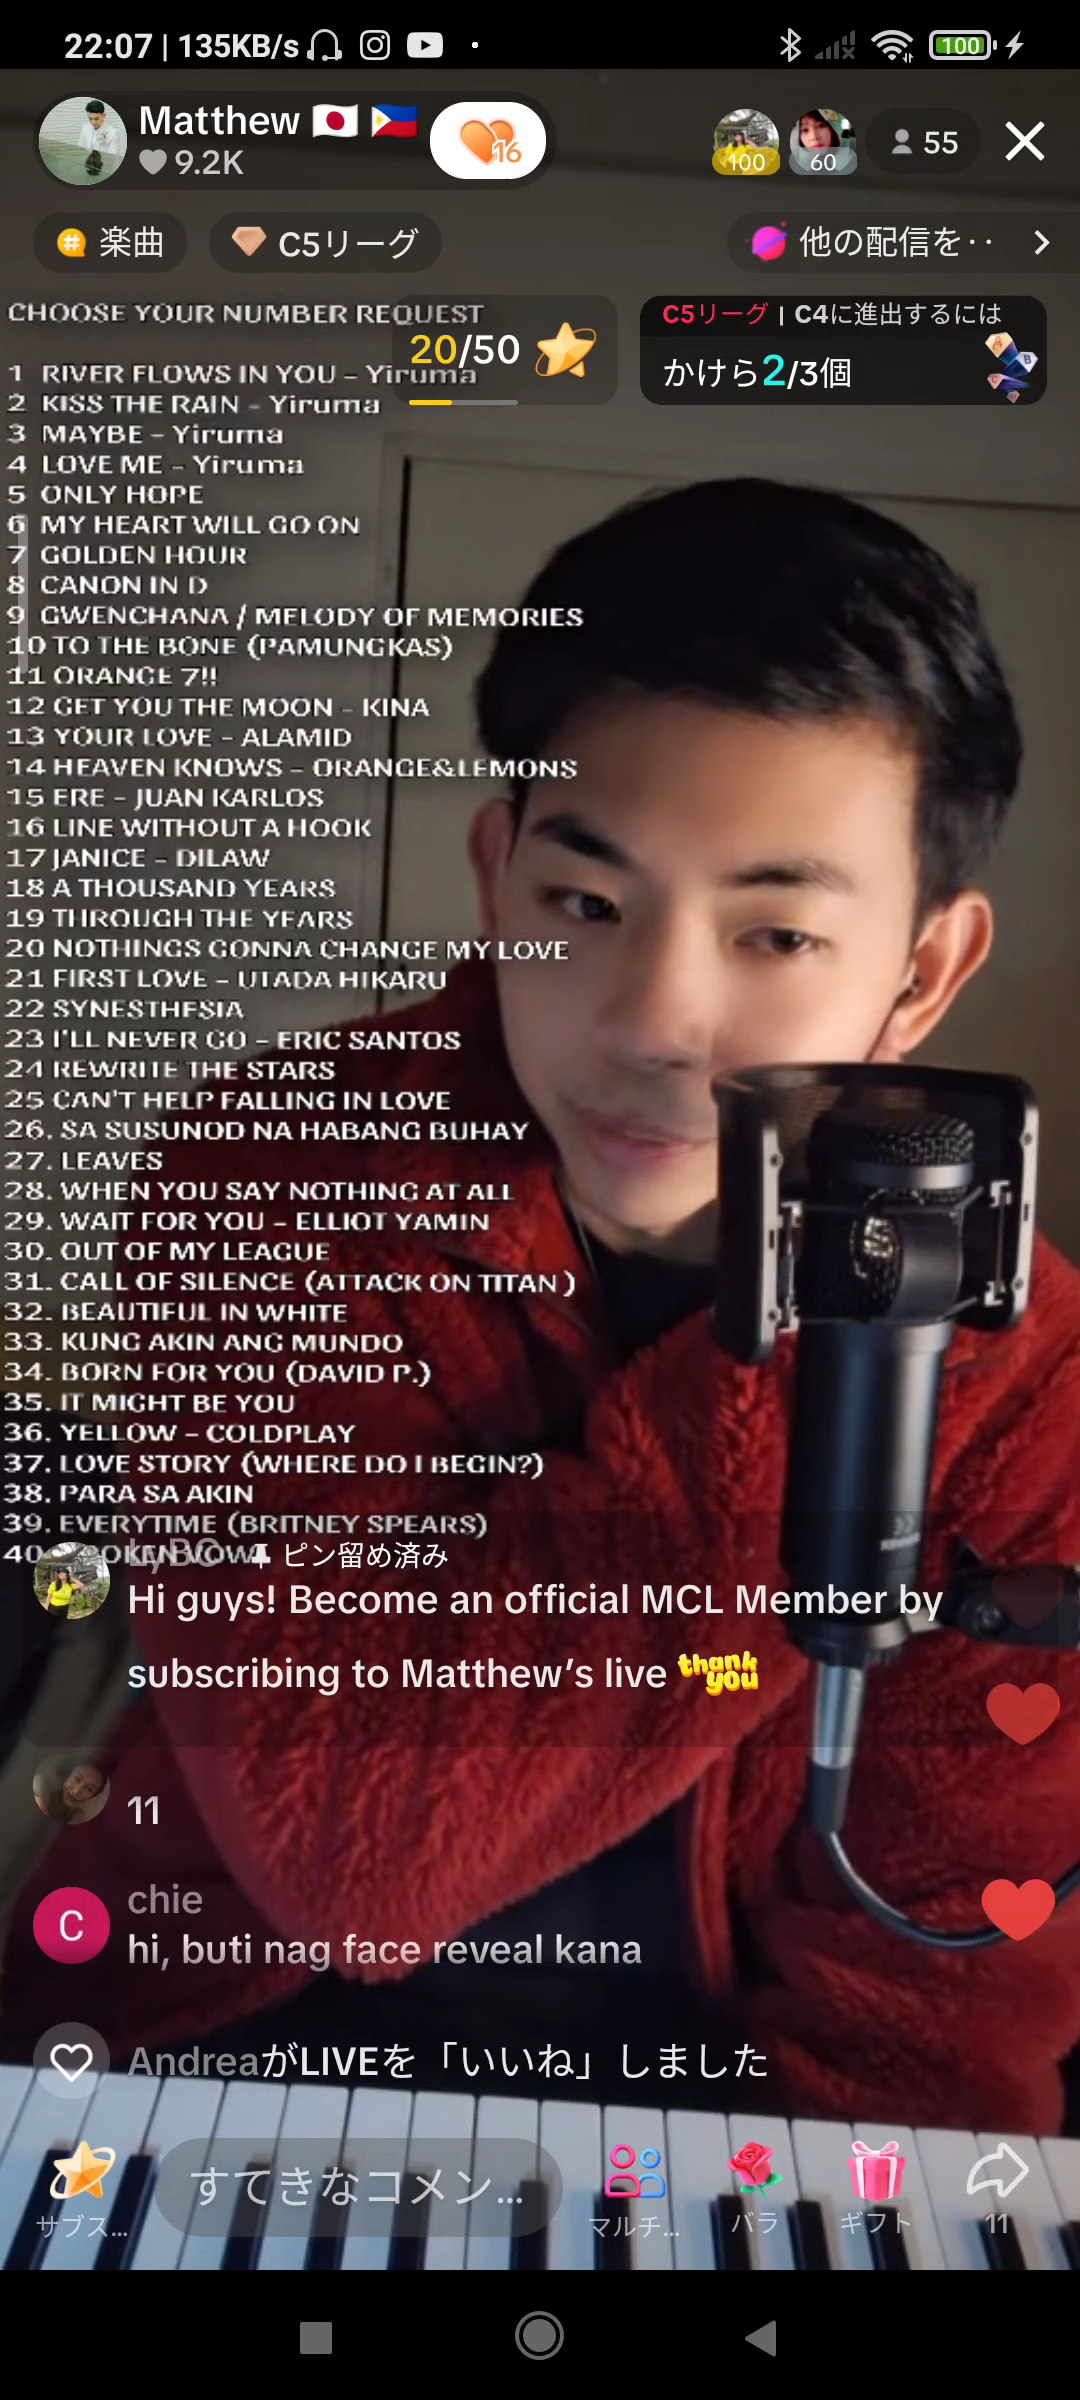 22:07 | 135KB/s
100
Matthew 🇯🇵 🇵🇭
9.2K
16
100
60
55
楽曲
C5リーグ
他の配信を··
CHOOSE YOUR NUMBER REQUEST
20/50
C5リーグ | C4に進出するには
かけら2/3個
1 RIVER FLOWS IN YOU - Yiruma
2 KISS THE RAIN - Yiruma
3 MAYBE - Yiruma
4 LOVE ME - Yiruma
5 ONLY HOPE
6 MY HEART WILL GO ON
7 GOLDEN HOUR
8 CANON IN D
9 GWENCHANA / MELODY OF MEMORIES
10 TO THE BONE (PAMUNGKAS)
11 ORANGE 7!!
12 GET YOU THE MOON - KINA
13 YOUR LOVE - ALAMID
14 HEAVEN KNOWS - ORANGE&LEMONS
15 ERE - JUAN KARLOS
16 LINE WITHOUT A HOOK
17 JANICE - DILAW
18 A THOUSAND YEARS
19 THROUGH THE YEARS
20 NOTHINGS GONNA CHANGE MY LOVE
21 FIRST LOVE - UTADA HIKARU
22 SYNESTHESIA
23 I'LL NEVER GO - ERIC SANTOS
24 REWRITE THE STARS
25 CAN'T HELP FALLING IN LOVE
26. SA SUSUNOD NA HABANG BUHAY
27. LEAVES
28. WHEN YOU SAY NOTHING AT ALL
29. WAIT FOR YOU - ELLIOT YAMIN
30. OUT OF MY LEAGUE
31. CALL OF SILENCE (ATTACK ON TITAN )
32. BEAUTIFUL IN WHITE
33. KUNG AKIN ANG MUNDO
34. BORN FOR YOU (DAVID P.)
35. IT MIGHT BE YOU
36. YELLOW - COLDPLAY
37. LOVE STORY (WHERE DO I BEGIN?)
38. PARA SA AKIN
39. EVERYTIME (BRITNEY SPEARS)
40
ピン留め済み
Hi guys! Become an official MCL Member by
subscribing to Matthew's live thank you
11
C
chie
hi, buti nag face reveal kana
AndreaがLIVEを「いいね」しました
すてきなコメン...
サブス...
マルチ...
バラ
ギフト
11